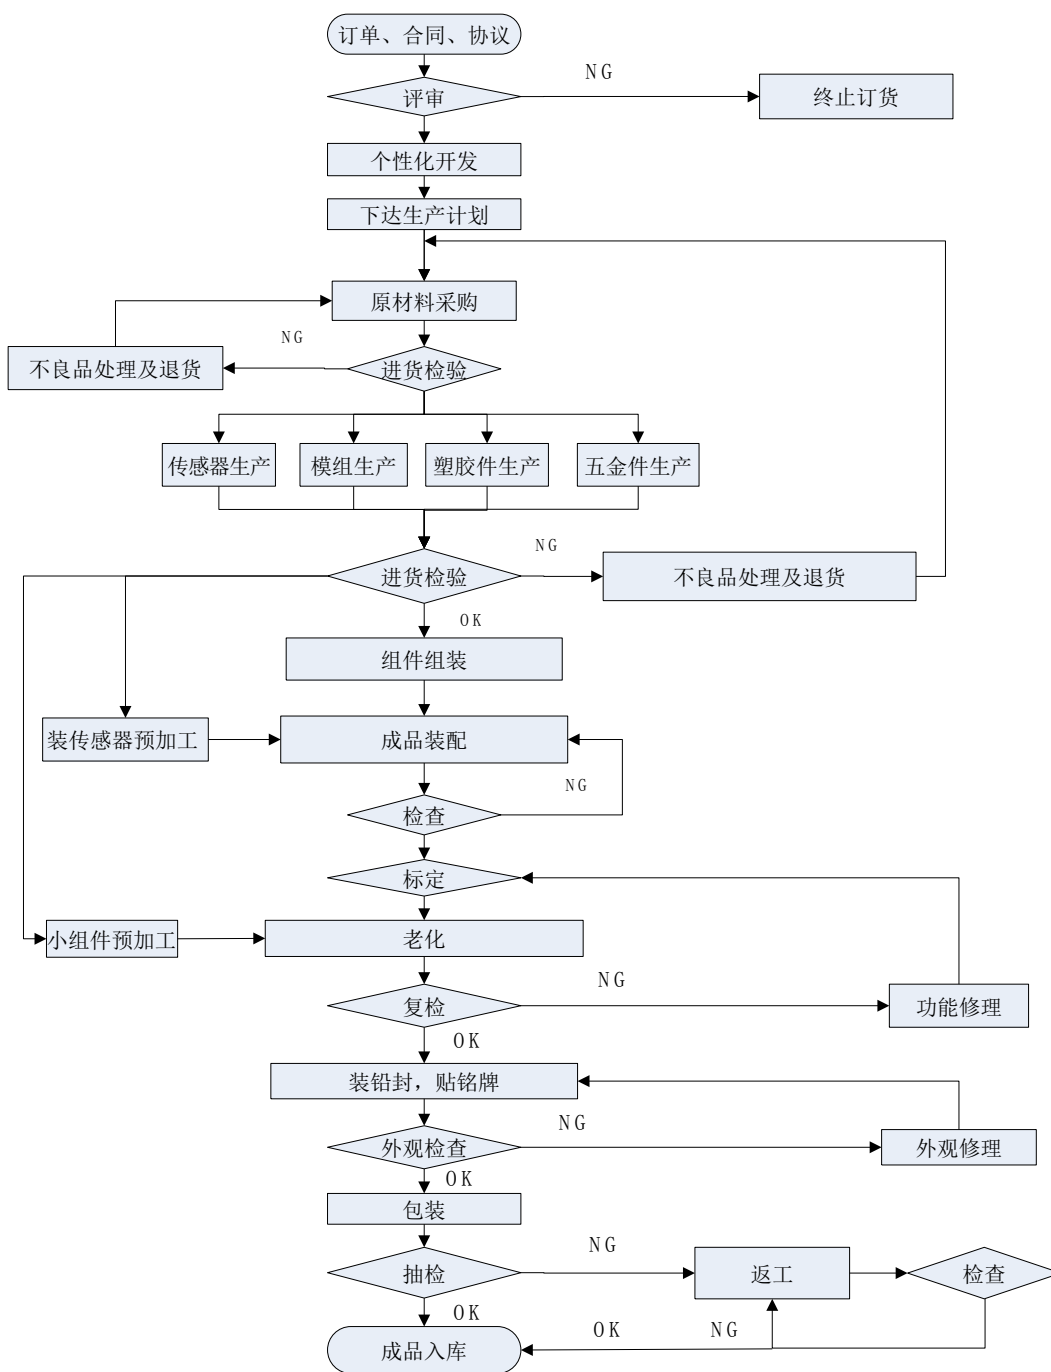 订单、合同、协议
NG
评审
终止订货
个性化开发
下达生产计划
原材料采购
NG
不良品处理及退货
进货检验
传感器生产
模组生产
塑胶件生产
五金件生产
NG
进货检验
不良品处理及退货
OK
组件组装
装传感器预加工
成品装配
NG
检查
标定
小组件预加工
老化
NG
复检
功能修理
OK
装铅封，贴铭牌
NG
外观检查
外观修理
OK
包装
NG
抽检
返工
检查
OK
OK
NG
成品入库